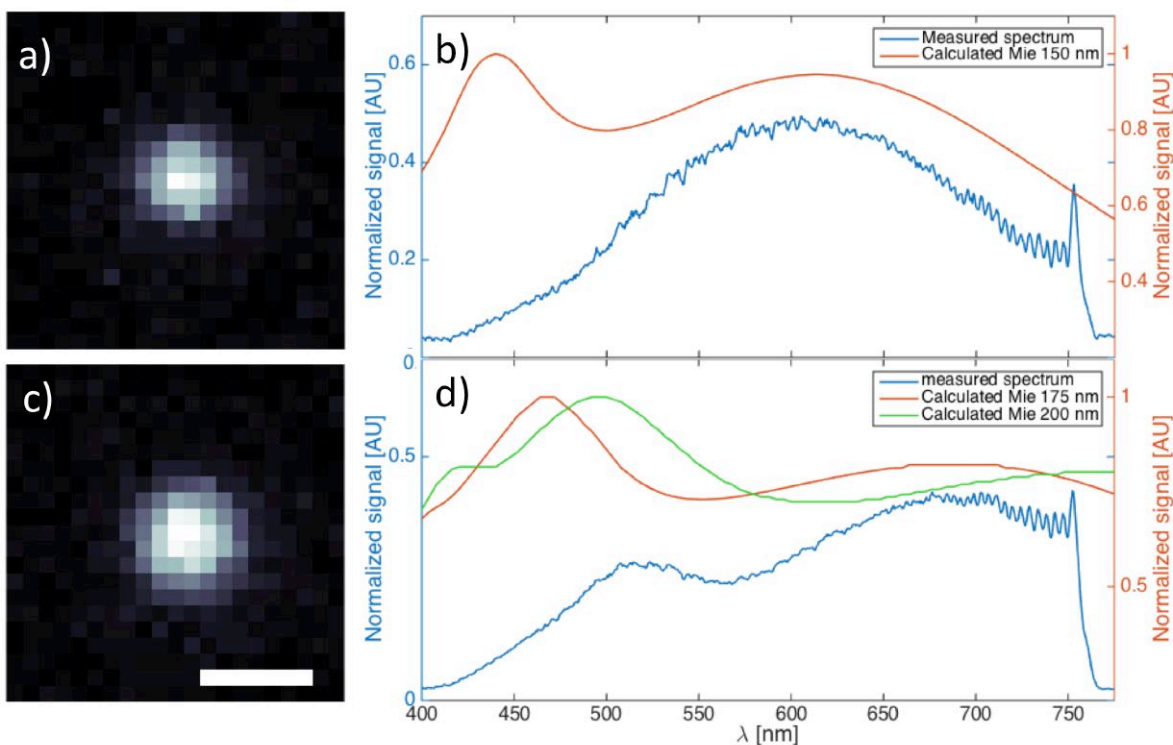 a)
b)
Measured spectrum
Calculated Mie 150 nm
Normalized signal [AU]
0.6
0.4
0.2
0
1
0.8
0.6
0.4
Normalized signal [AU]
c)
d)
measured spectrum
Calculated Mie 175 nm
Calculated Mie 200 nm
Normalized signal [AU]
0.5
0
1
0.5
Normalized signal [AU]
400 450 500 550 600 650 700 750
λ [nm]